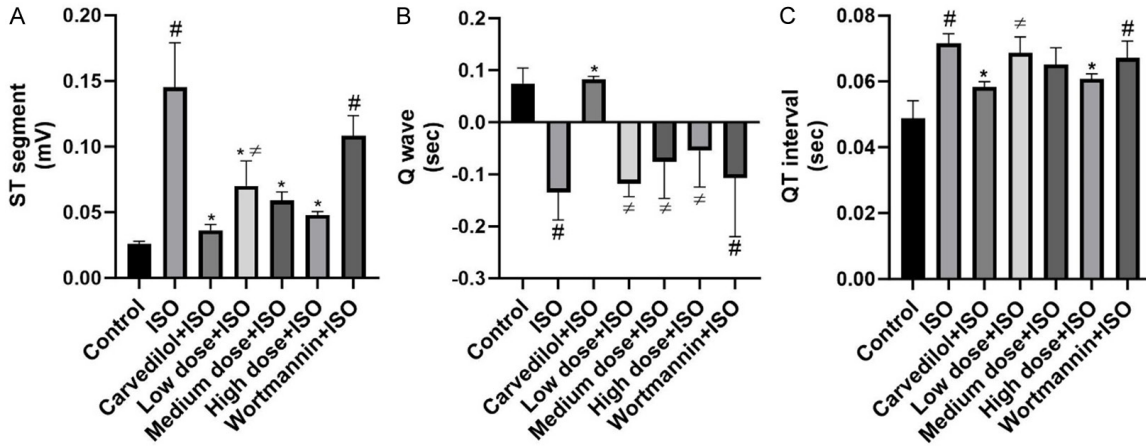 A
ST segment
(mV)
0.20
0.15
0.10
0.05
0.00
#
*
* ≠
*
*
#
Control
ISO
Carvedilol+ISO
Low dose+ISO
Medium dose+ISO
High dose+ISO
Wortmannin+ISO
B
Q wave
(sec)
0.2
0.1
0.0
-0.1
-0.2
-0.3
#
*
≠
≠
≠
#
Control
ISO
Carvedilol+ISO
Low dose+ISO
Medium dose+ISO
High dose+ISO
Wortmannin+ISO
C
QT interval
(sec)
0.08
0.06
0.04
0.02
0.00
#
*
≠
*
#
Control
ISO
Carvedilol+ISO
Low dose+ISO
Medium dose+ISO
High dose+ISO
Wortmannin+ISO